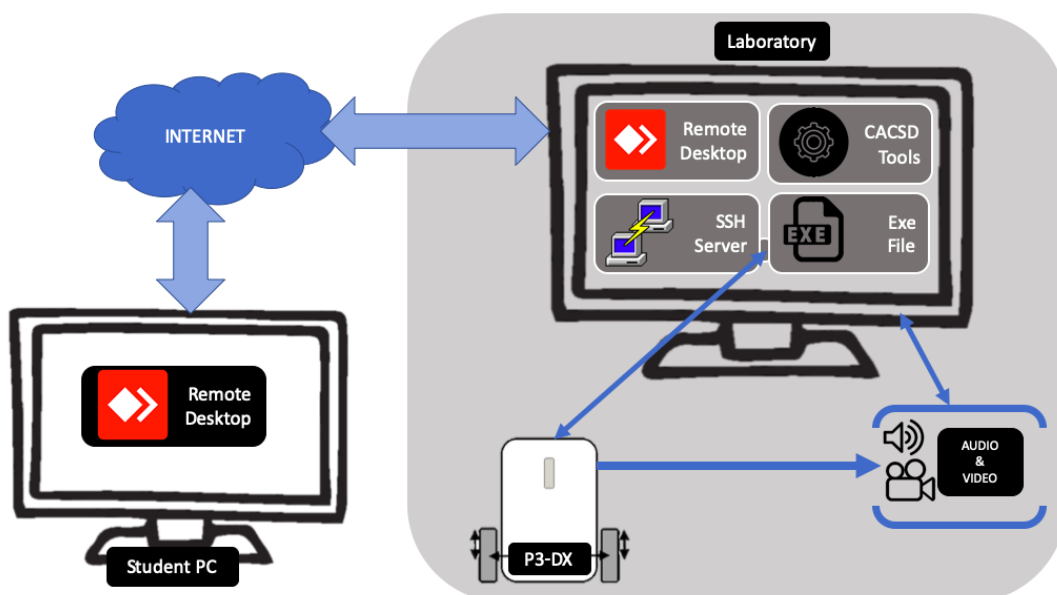 Laboratory
INTERNET
Remote
Desktop
CACSD
Tools
SSH
Server
EXE
Exe
File
Remote
Desktop
AUDIO
&
VIDEO
P3-DX
Student PC